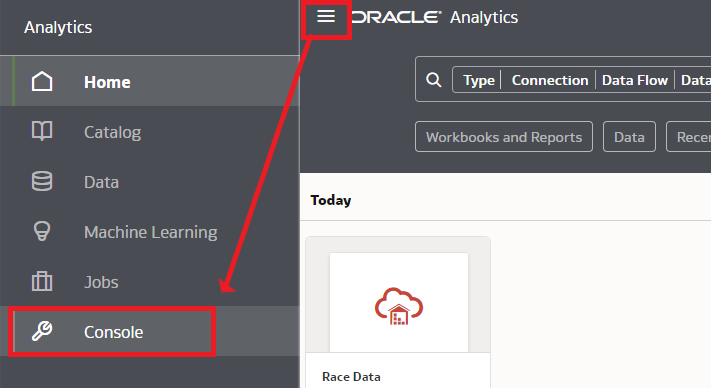 Analytics
Home
Catalog
Data
Machine Learning
Jobs
Console
ORACLE Analytics
Type Connection Data Flow Data
Workbooks and Reports Data Recen
Today
Race Data